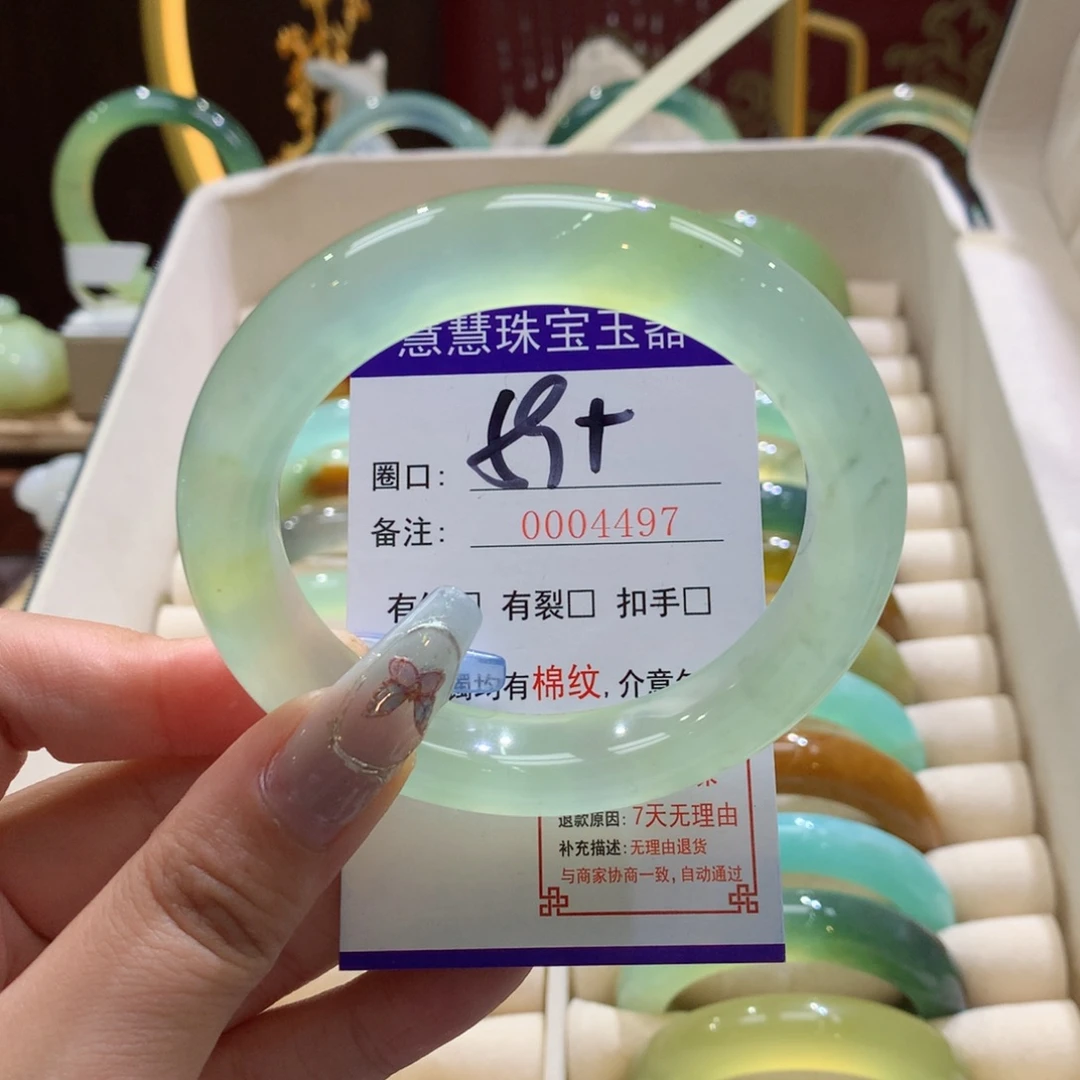 慧慧珠宝玉器
圈口:
备注: 0004497
有裂□ 扣手□
均有棉纹, 介意
退款原因: 7天无理由
补充描述: 无理由退货
与商家协商一致, 自动通过